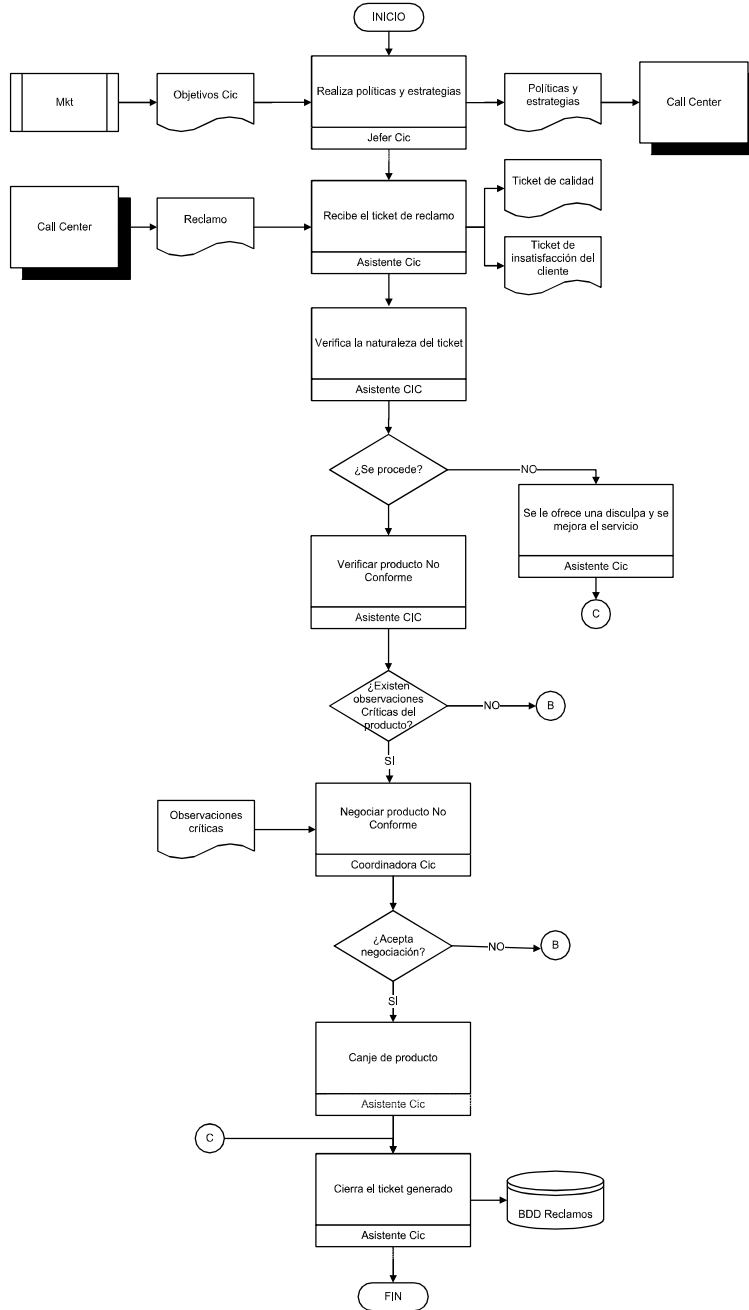 INICIO
Mkt
Objetivos Cic
Realiza políticas y estrategias
Jefer Cic
Políticas y
estrategias
Call Center
Call Center
Reclamo
Recibe el ticket de reclamo
Asistente Cic
Ticket de calidad
Ticket de
insatisfacción del
cliente
Verifica la naturaleza del ticket
Asistente CIC
¿Se procede?
NO
Se le ofrece una disculpa y se
mejora el servicio
Asistente Cic
C
Verificar producto No
Conforme
Asistente CIC
¿Existen
observaciones
Críticas del
producto?
NO
B
SÍ
Observaciones
críticas
Negociar producto No
Conforme
Coordinadora Cic
¿Acepta
negociación?
NO
B
SÍ
Canje de producto
Asistente Cic
C
Cierra el ticket generado
Asistente Cic
BDD Reclamos
FIN